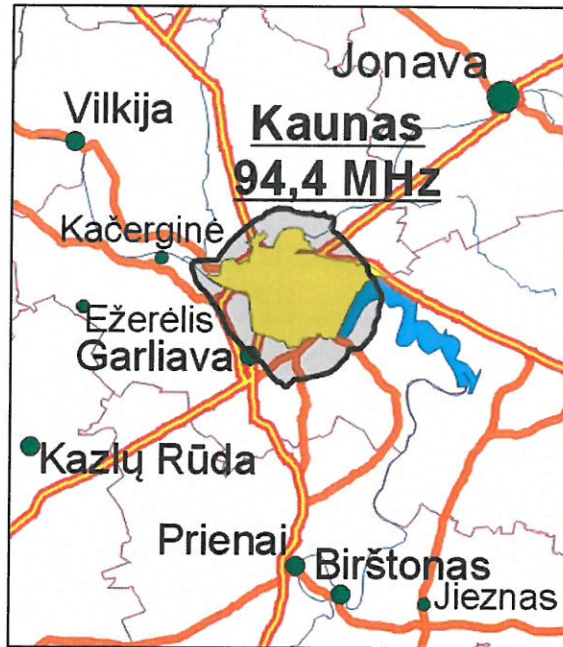 Jonava
Vilkija
Kaunas
94,4 MHz
Kačerginė
Ežerėlis
Garliava
Kazlų Rūda
Prienai
Birštonas
Jieznas